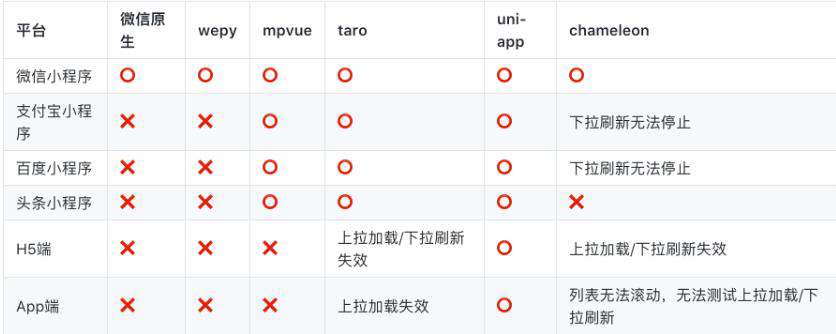 平台 微信原生 wepy mpvue taro uni-app chameleon
微信小程序 ⭕ ⭕ ⭕ ⭕ ⭕ ⭕
支付宝小程序 ❌ ❌ ⭕ ⭕ ⭕ 下拉刷新无法停止
百度小程序 ❌ ❌ ⭕ ⭕ ⭕ 下拉刷新无法停止
头条小程序 ❌ ❌ ⭕ ⭕ ⭕ ❌
H5端 ❌ ❌ ❌ 上拉加载/下拉刷新失效 ⭕ 上拉加载/下拉刷新失效
App端 ❌ ❌ ❌ 上拉加载失效 ⭕ 列表无法滚动，无法测试上拉加载/下拉刷新